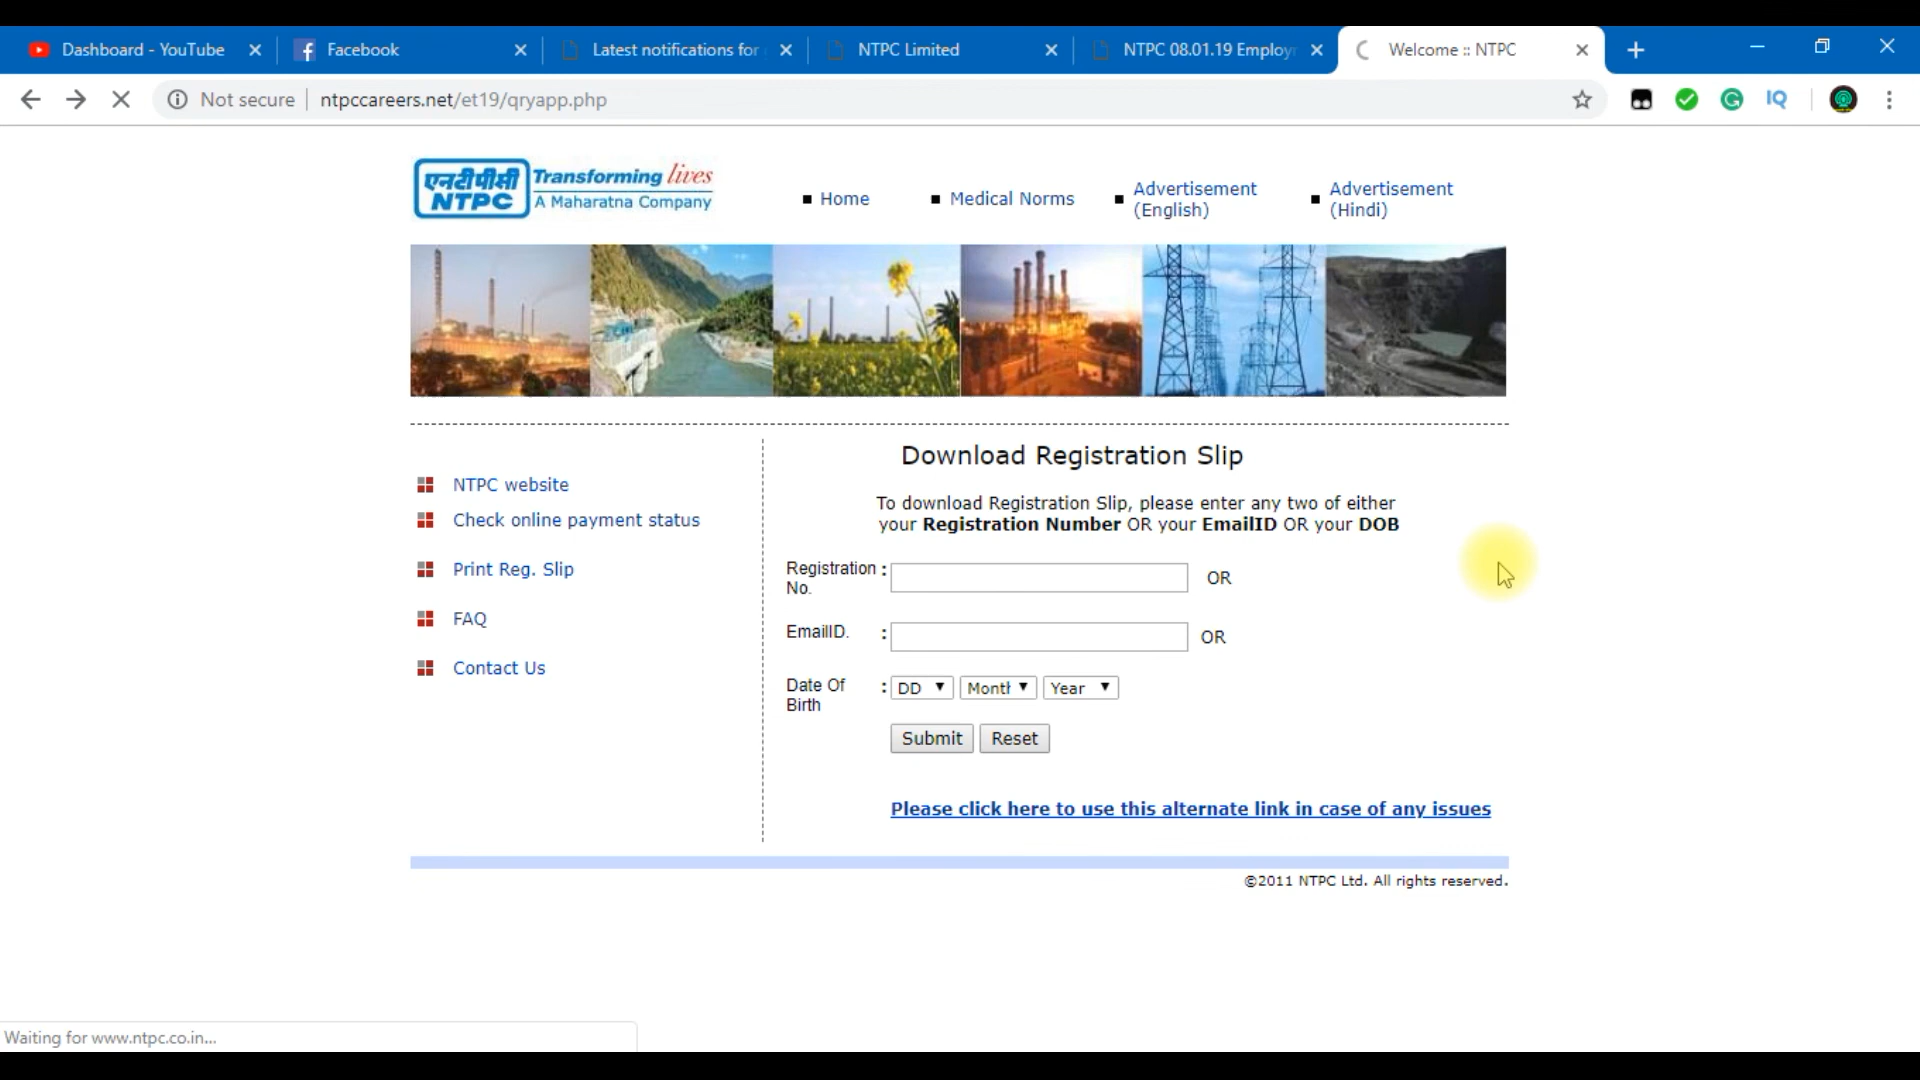 Dashboard - YouTube
Facebook
Latest notifications for
NTPC Limited
NTPC 08.01.19 Employ
Welcome :: NTPC
Not secure
ntpccareers.net/et19/qryapp.php
IQ
एनटीपीसी
NTPC
Transforming lives
A Maharatna Company
Home
Medical Norms
Advertisement
(English)
Advertisement
(Hindi)
NTPC website
Check online payment status
Print Reg. Slip
FAQ
Contact Us
Download Registration Slip
To download Registration Slip, please enter any two of either
your Registration Number OR your EmailID OR your DOB
Registration :
No.
OR
EmailID. :
OR
Date Of :
Birth
DD
Month
Year
Submit
Reset
Please click here to use this alternate link in case of any issues
©2011 NTPC Ltd. All rights reserved.
Waiting for www.ntpc.co.in...